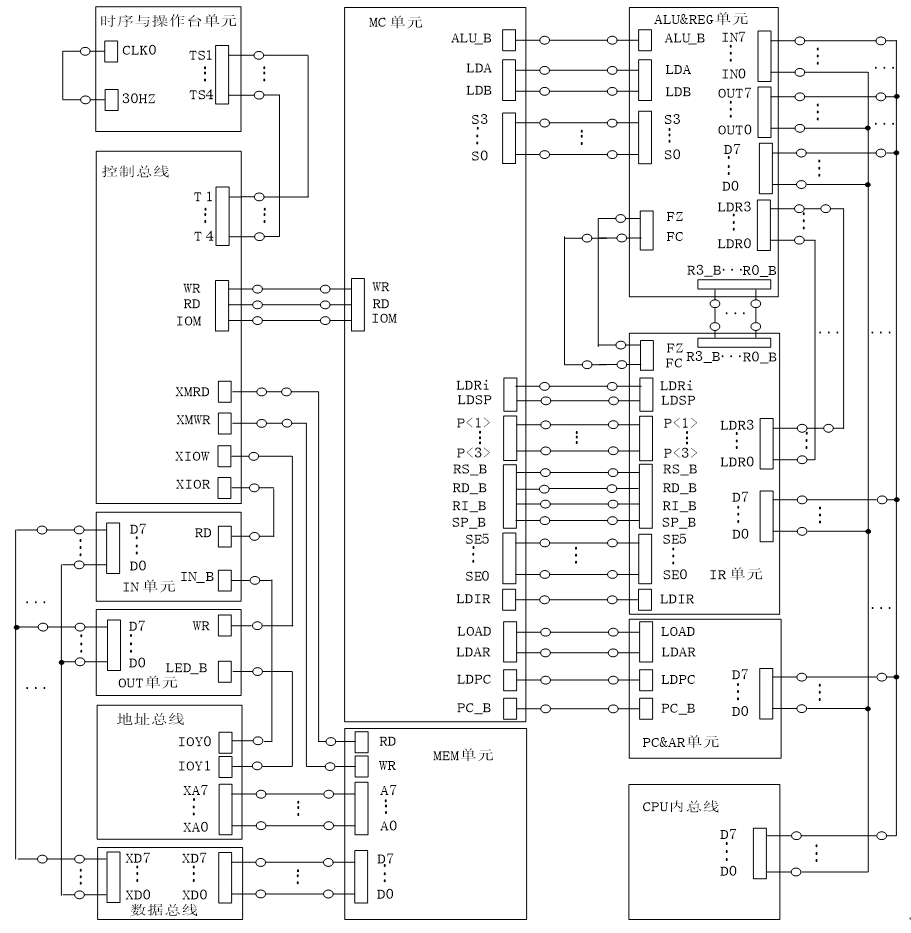 时序与操作台单元
CLK0
30HZ
TS1
TS4
控制总线
T1
T4
WR
RD
IOM
XMRD
XMWR
XIOW
XIOR
D7
D0
RD
IN_B
IN单元
...
D7
D0
WR
LED_B
OUT单元
...
地址总线
IOY0
IOY1
XA7
XA0
XD7
XD0
XD7
XD0
数据总线
MC单元
WR
RD
IOM
ALU_B
LDA
LDB
S3
S0
LDRi
LDSP
P<1>
P<3>
RS_B
RD_B
RI_B
SP_B
SE5
SE0
LDIR
LOAD
LDAR
LDPC
PC_B
MEM单元
RD
WR
A7
A0
D7
D0
ALU&REG单元
ALU_B
LDA
LDB
S3
S0
FZ
FC
IN7
IN0
OUT7
OUT0
D7
D0
LDR3
LDR0
R3_B···R0_B
...
FZ
FC
R3_B···R0_B
LDRi
LDSP
P<1>
P<3>
RS_B
RD_B
RI_B
SP_B
SE5
SE0
LDIR
LDR3
LDR0
D7
D0
IR单元
LOAD
LDAR
LDPC
PC_B
D7
D0
PC&AR单元
CPU内总线
D7
D0
...
...
...
...
...